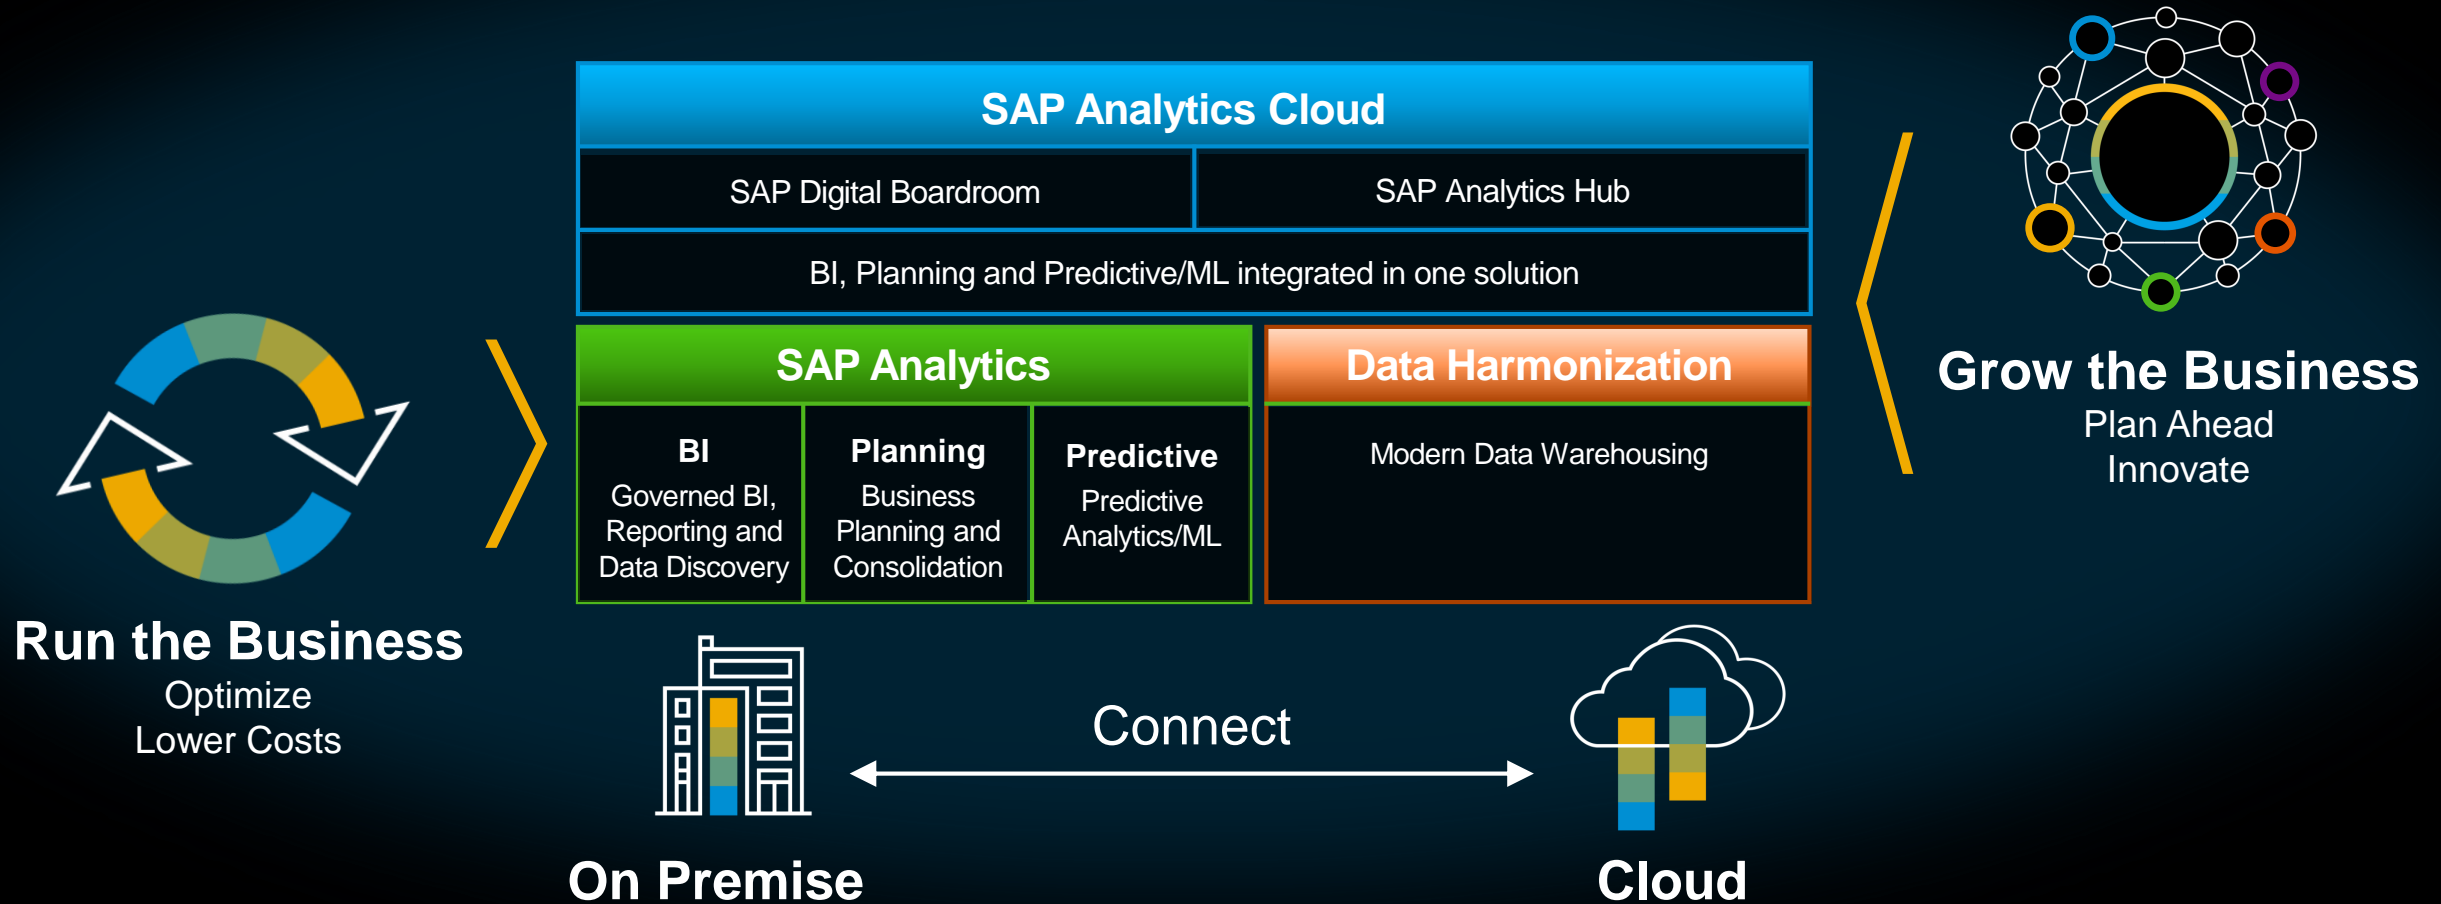 SAP Analytics Cloud
SAP Digital Boardroom
SAP Analytics Hub
BI, Planning and Predictive/ML integrated in one solution
SAP Analytics
BI
Governed BI,
Reporting and
Data Discovery
Planning
Business
Planning and
Consolidation
Predictive
Predictive
Analytics/ML
Data Harmonization
Modern Data Warehousing
Run the Business
Optimize
Lower Costs
Grow the Business
Plan Ahead
Innovate
Connect
On Premise
Cloud